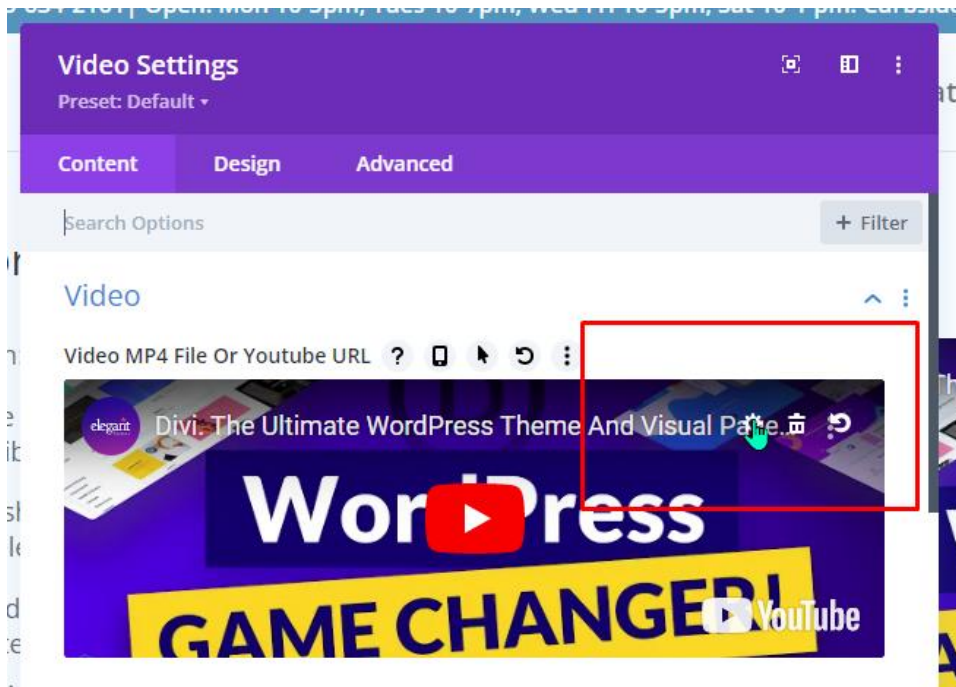 Video Settings
Preset: Default
Content Design Advanced
Search Options
+ Filter
Video
Video MP4 File Or Youtube URL ?
elegant
Divi. The Ultimate WordPress Theme And Visual Page...
WordPress
GAME CHANGER!
YouTube